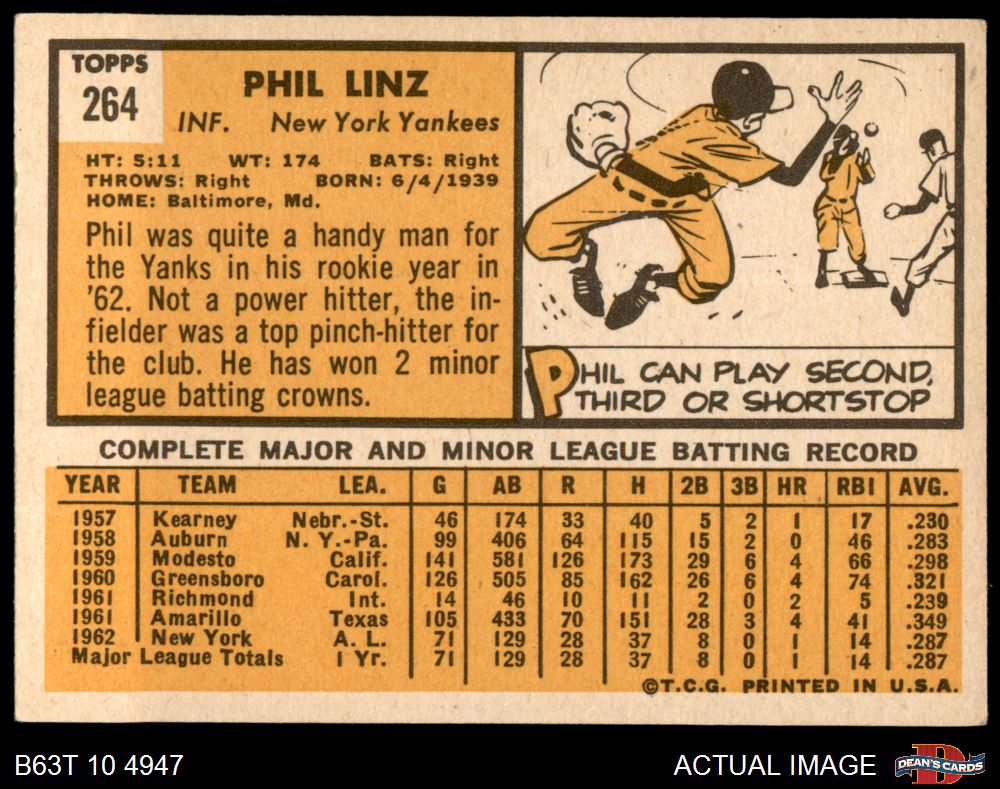 TOPPS
264
PHIL LINZ
INF. New York Yankees
HT: 5:11 WT: 174 BATS: Right
THROWS: Right BORN: 6/4/1939
HOME: Baltimore, Md.
Phil was quite a handy man for
the Yanks in his rookie year in
'62. Not a power hitter, the in-
fielder was a top pinch-hitter for
the club. He has won 2 minor
league batting crowns.
PHIL CAN PLAY SECOND,
THIRD OR SHORTSTOP
COMPLETE MAJOR AND MINOR LEAGUE BATTING RECORD
YEAR TEAM LEA. G AB R H 2B 3B HR RBI AVG.
1957 Kearney Nebr.-St. 46 174 33 40 5 2 1 17 .230
1958 Auburn N. Y.-Pa. 99 406 64 115 15 2 0 46 .283
1959 Modesto Calif. 141 581 126 173 29 6 4 66 .298
1960 Greensboro Carol. 126 505 85 162 26 6 4 74 .321
1961 Richmond Int. 14 46 10 11 2 0 2 5 .239
1961 Amarillo Texas 105 433 70 151 28 3 4 41 .349
1962 New York A. L. 71 129 28 37 8 0 1 14 .287
Major League Totals 1 Yr. 71 129 28 37 8 0 1 14 .287
©T.C.G. PRINTED IN U.S.A.
B63T 10 4947
ACTUAL IMAGE
DEAN'S CARDS